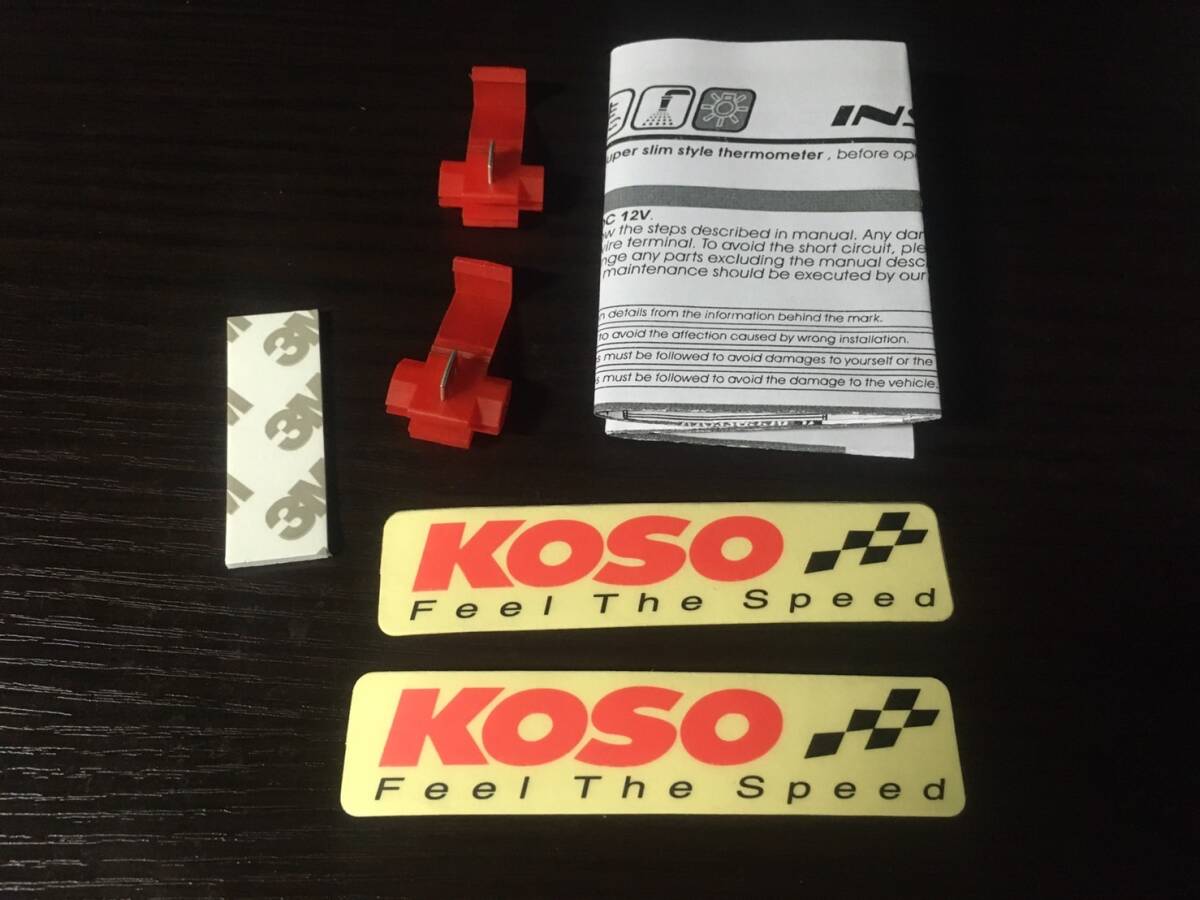 INS
uper slim style thermometer , before ope
DC 12V.
ow the steps described in manual. Any dam
wire terminal. To avoid the short circuit, ple
nge any parts excluding the manual desc
maintenance should be executed by our
n details from the information behind the mark.
to avoid the affection caused by wrong installation.
s must be followed to avoid damages to yourself or the
s must be followed to avoid the damage to the vehicle.
3M
3M
3M
3M
KOSO
Feel The Speed
KOSO
Feel The Speed